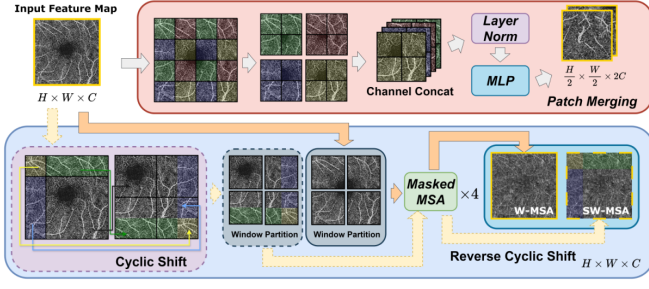 Input Feature Map
H × W × C
Channel Concat
Layer
Norm
MLP
H/2 × W/2 × 2C
Patch Merging
Cyclic Shift
Window Partition
Window Partition
Masked
MSA
×4
W-MSA
SW-MSA
Reverse Cyclic Shift
H × W × C